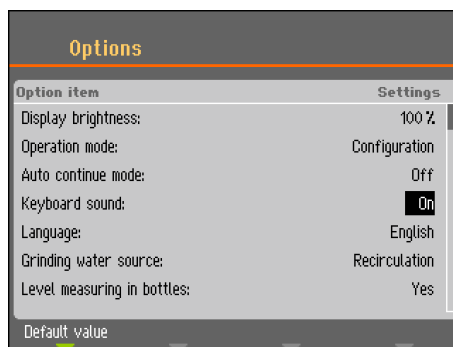 Options
Option item Settings
Display brightness: 100 %
Operation mode: Configuration
Auto continue mode: Off
Keyboard sound: On
Language: English
Grinding water source: Recirculation
Level measuring in bottles: Yes
Default value